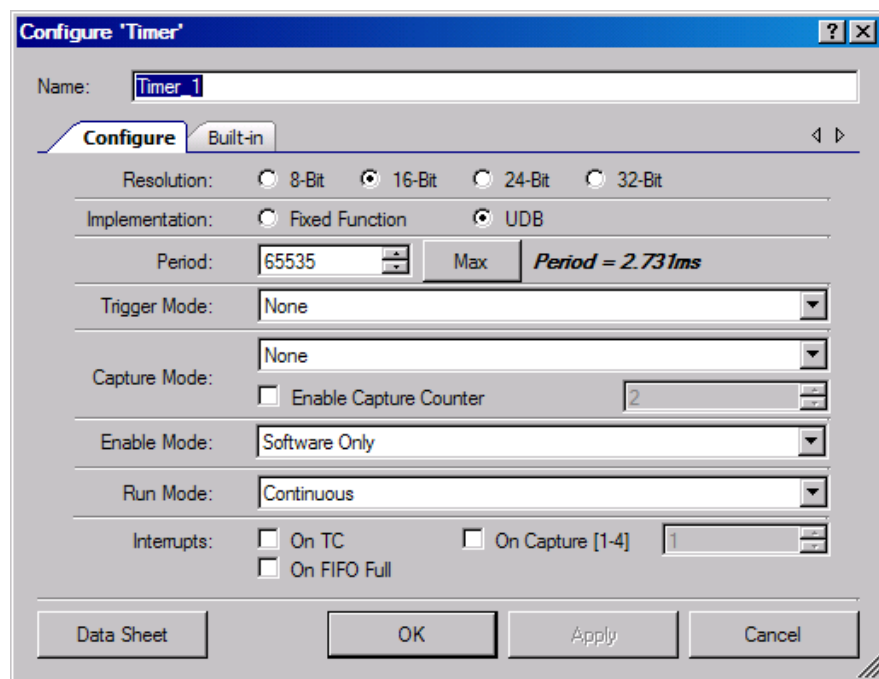 Configure 'Timer'
Name: Timer_1
Configure Built-in
Resolution: 8-Bit 16-Bit 24-Bit 32-Bit
Implementation: Fixed Function UDB
Period: 65535 Max Period = 2.731ms
Trigger Mode: None
None
Capture Mode:
Enable Capture Counter 2
Enable Mode: Software Only
Run Mode: Continuous
Interrupts: On TC On Capture [1-4] 1
On FIFO Full
Data Sheet OK Apply Cancel